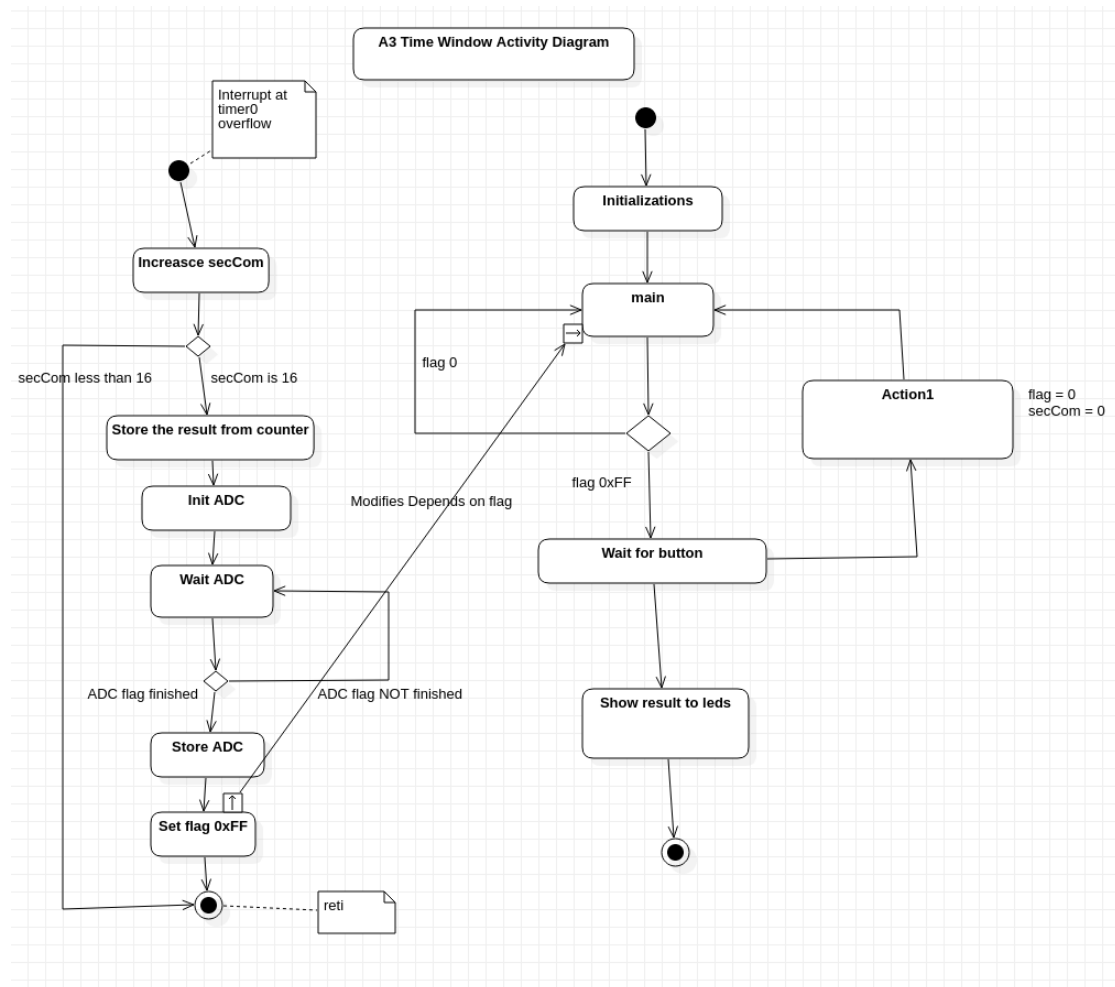 A3 Time Window Activity Diagram
Interrupt at
timer0
overflow
Increasce secCom
secCom less than 16
secCom is 16
Store the result from counter
Init ADC
Wait ADC
ADC flag finished
ADC flag NOT finished
Store ADC
Set flag 0xFF
reti
Modifies Depends on flag
Initializations
main
flag 0
flag 0xFF
Wait for button
Action1
flag = 0
secCom = 0
Show result to leds